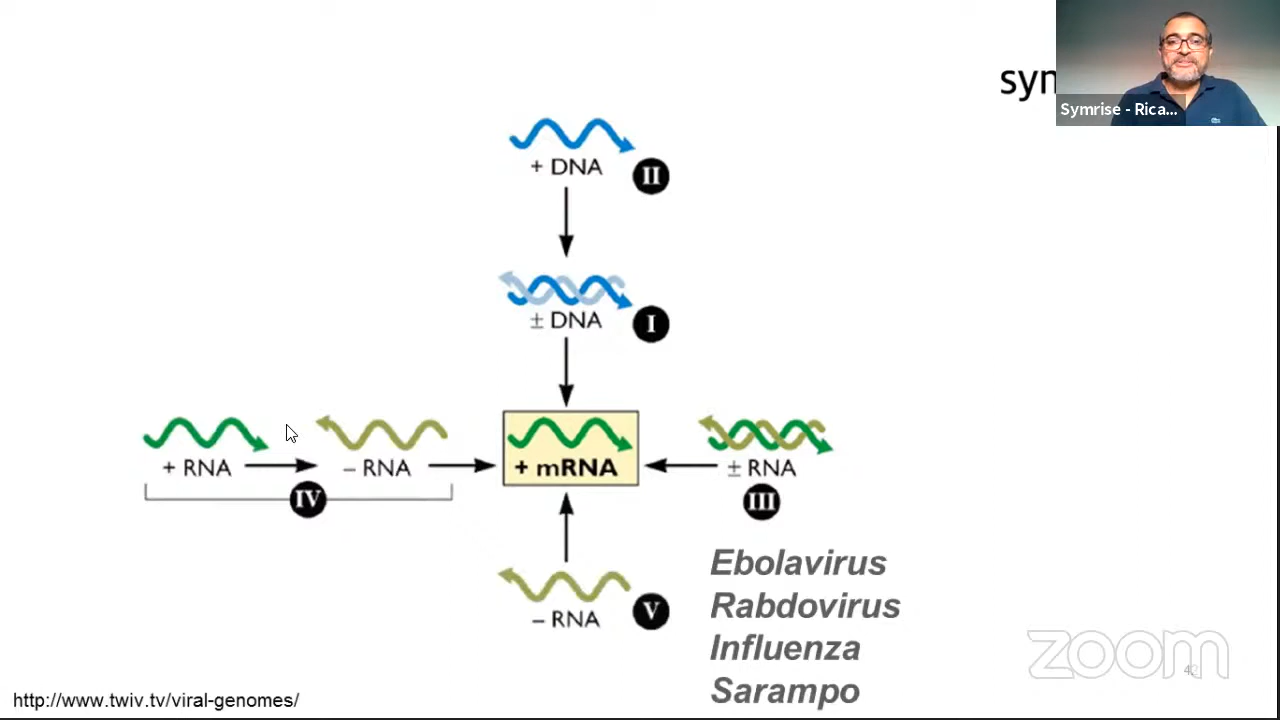 sym
Symrise - Rica...
+ DNA
II
± DNA
I
+ RNA
− RNA
+ mRNA
± RNA
IV
III
− RNA
V
Ebolavirus
Rabdovirus
Influenza
Sarampo
zoom
http://www.twiv.tv/viral-genomes/